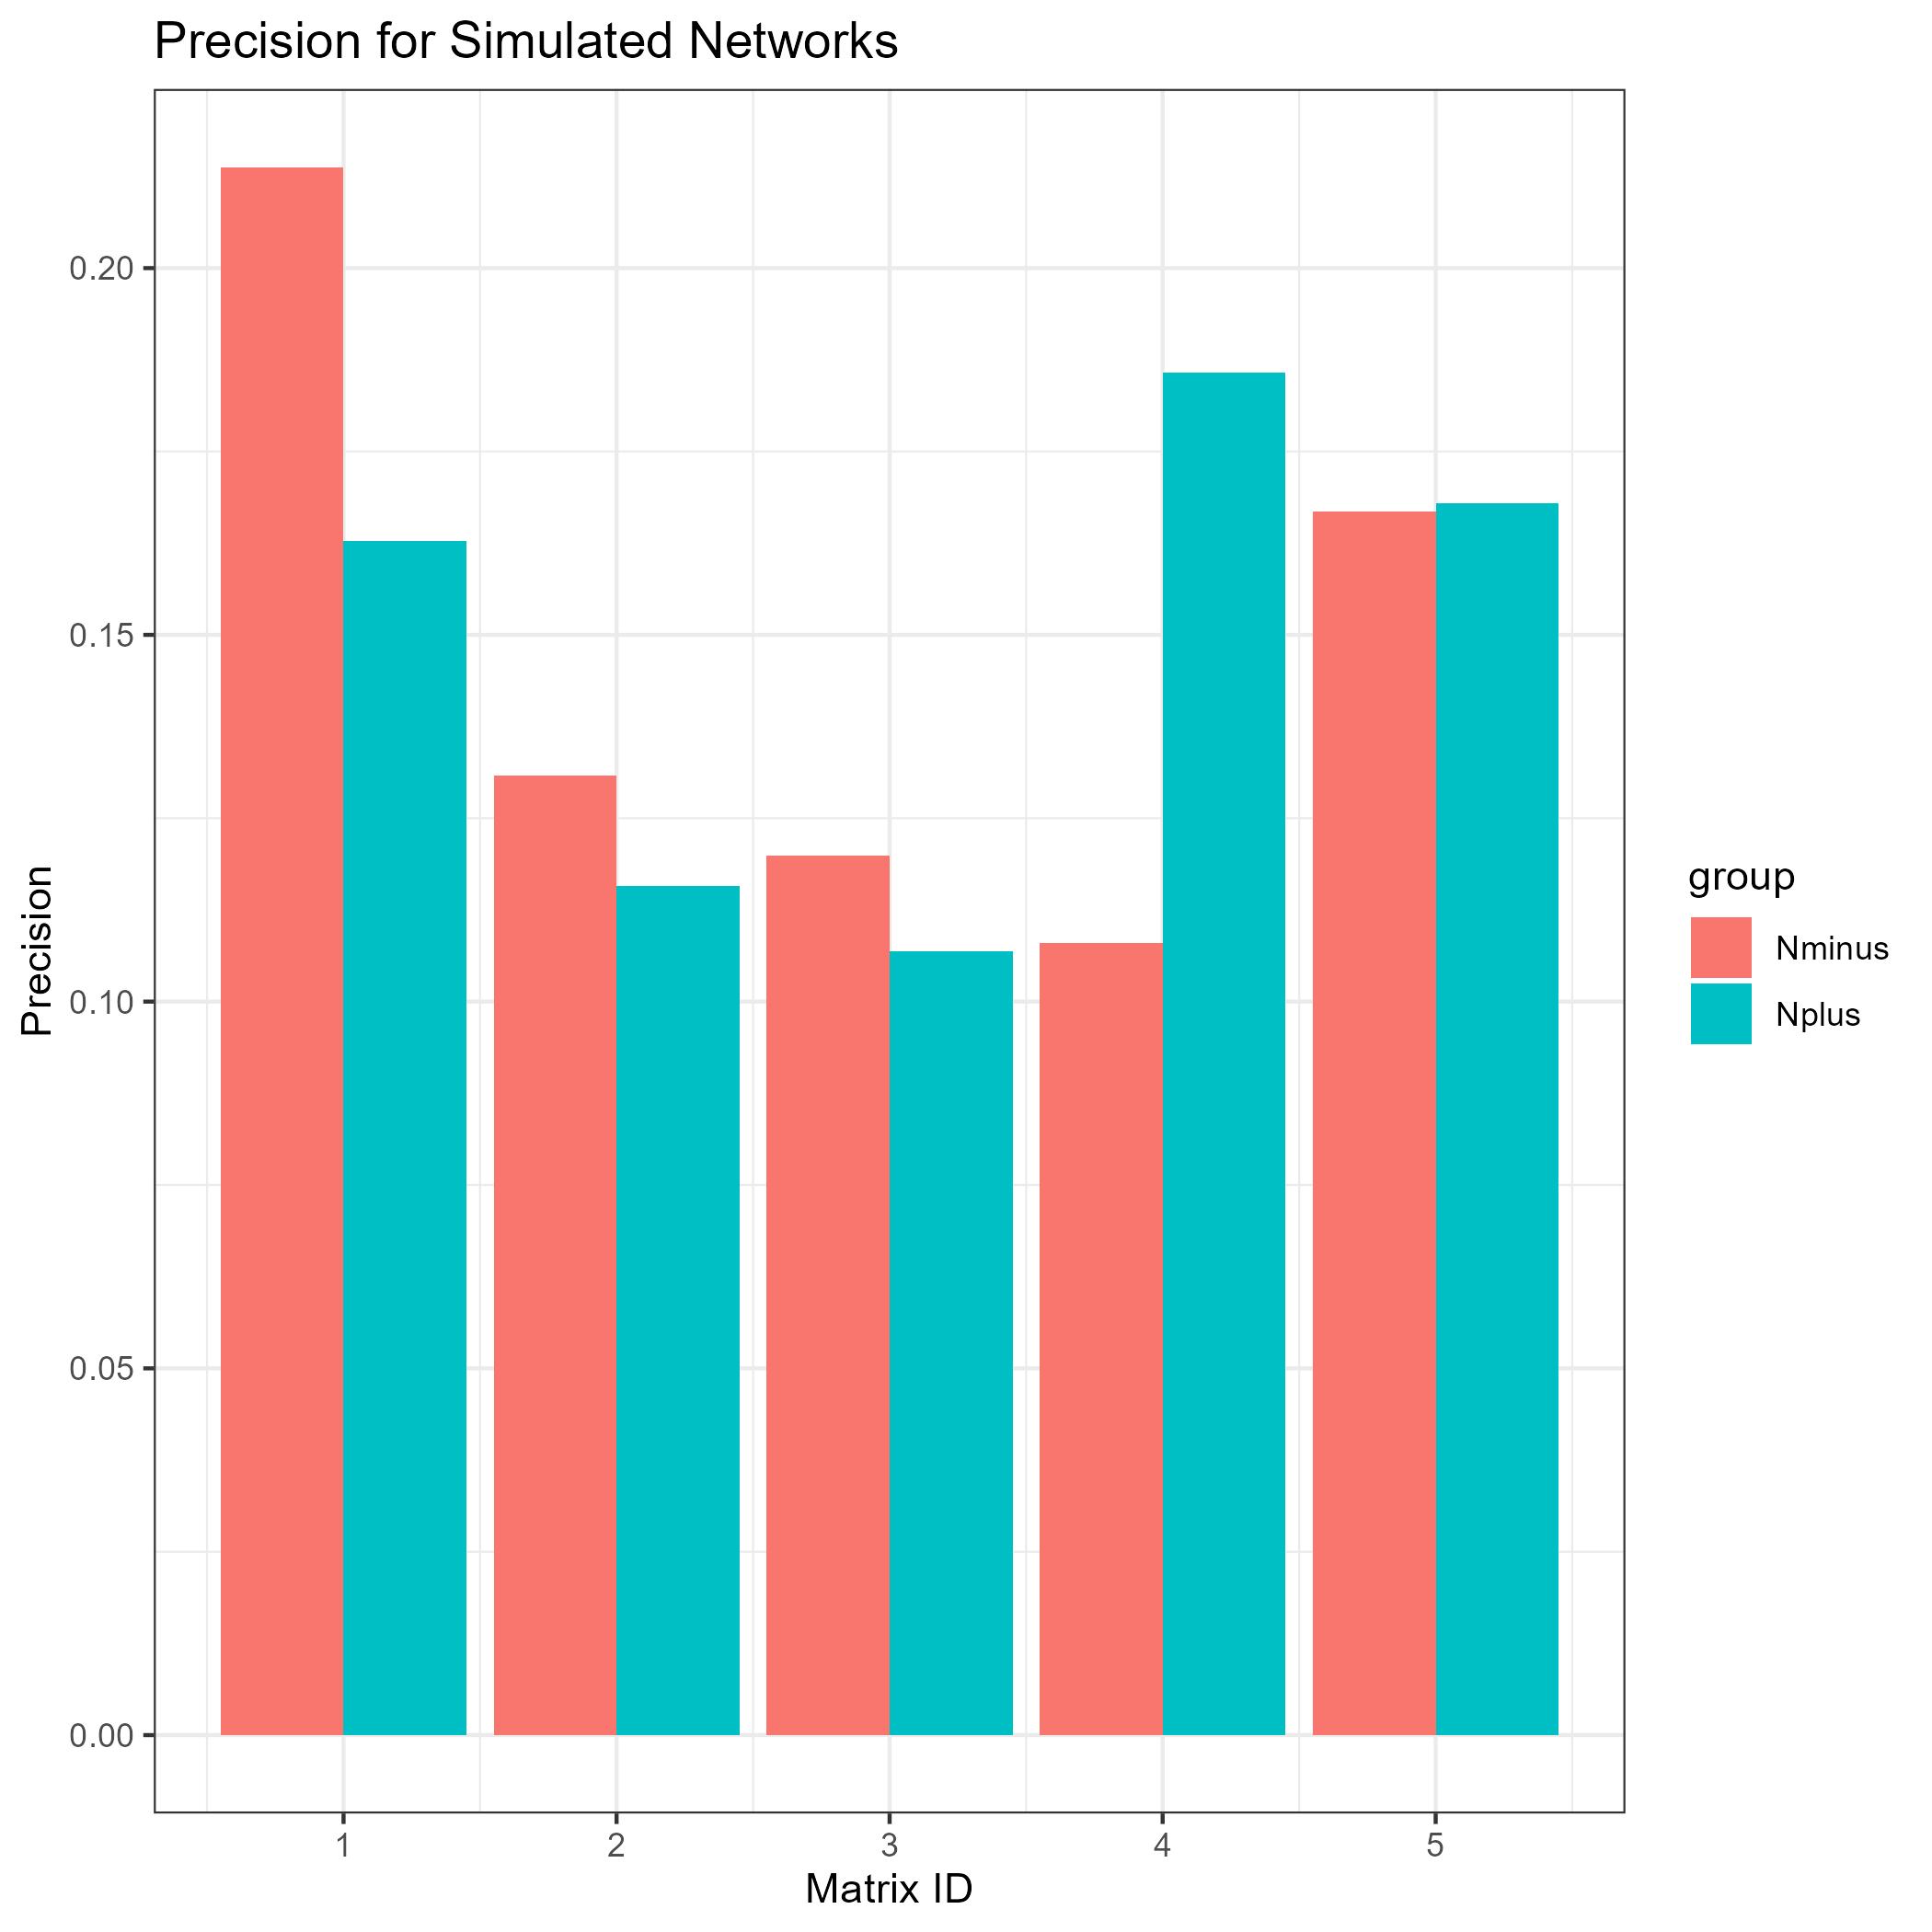 Precision for Simulated Networks
Precision
0.20
0.15
0.10
0.05
0.00
1 2 3 4 5
Matrix ID
group
Nminus
Nplus